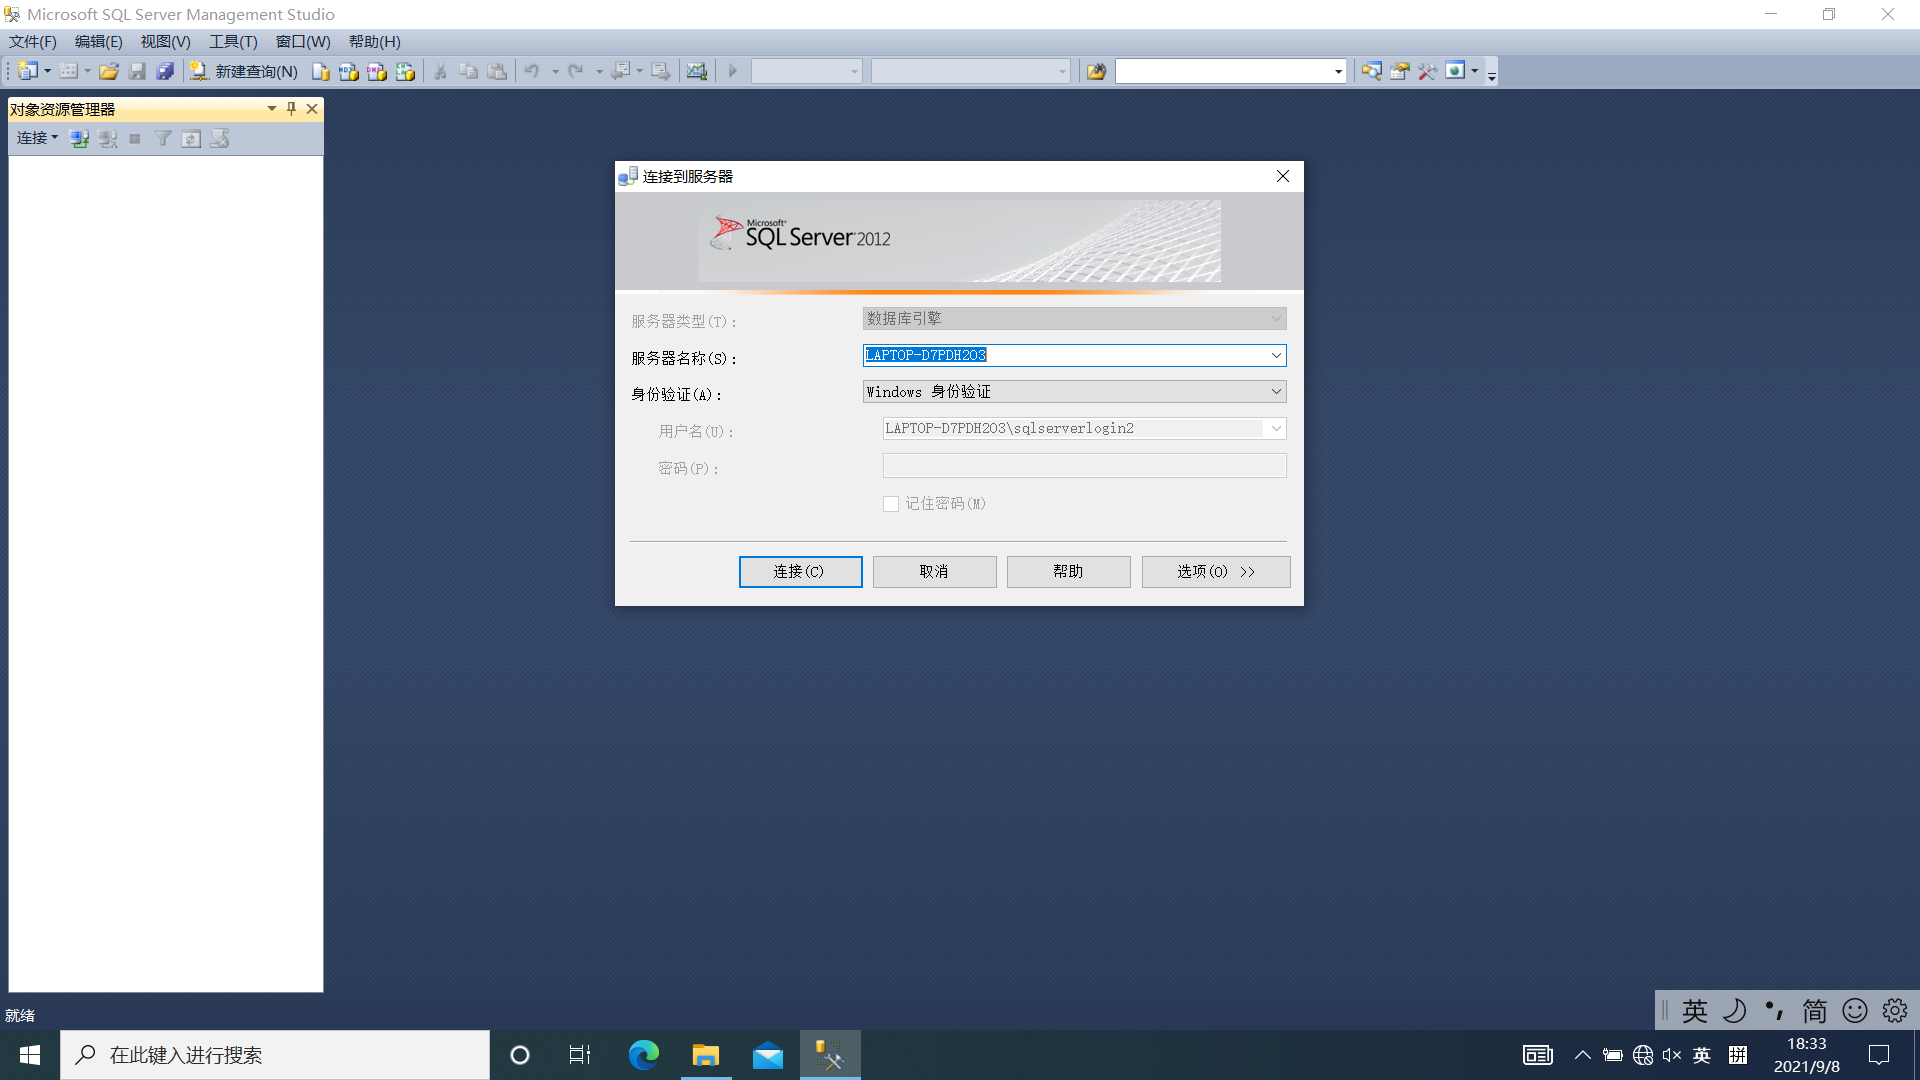 Microsoft SQL Server Management Studio
文件(F) 编辑(E) 视图(V) 工具(T) 窗口(W) 帮助(H)
新建查询(N)
对象资源管理器
连接
连接到服务器
Microsoft®
SQL Server 2012
服务器类型(T):
数据库引擎
服务器名称(S):
LAPTOP-D7PDH2O3
身份验证(A):
Windows 身份验证
用户名(U):
LAPTOP-D7PDH2O3\sqlserverlogin2
密码(P):
记住密码(M)
连接(C) 取消 帮助 选项(O) >>
就绪
英 简
在此键入进行搜索
英 拼
18:33
2021/9/8